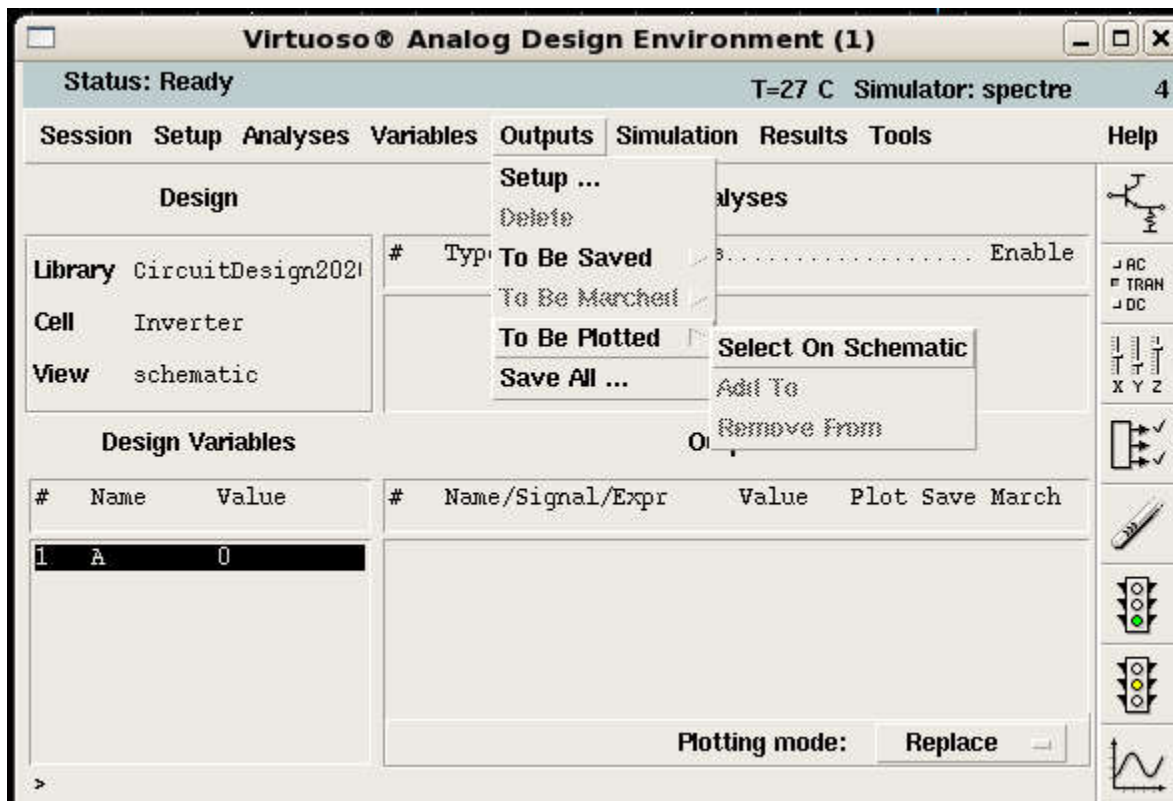 Virtuoso® Analog Design Environment (1)
Status: Ready
T=27 C Simulator: spectre 4
Session Setup Analyses Variables Outputs Simulation Results Tools Help
Setup ...
Delete
To Be Saved
To Be Marched
To Be Plotted
Save All ...
Select On Schematic
Add To
Remove From
Design
Library CircuitDesign202
Cell Inverter
View schematic
alyses
# Typ s.................. Enable
AC
TRAN
DC
X Y Z
Design Variables
# Name Value
1 A 0
# Name/Signal/Expr Value Plot Save March
Plotting mode: Replace
>